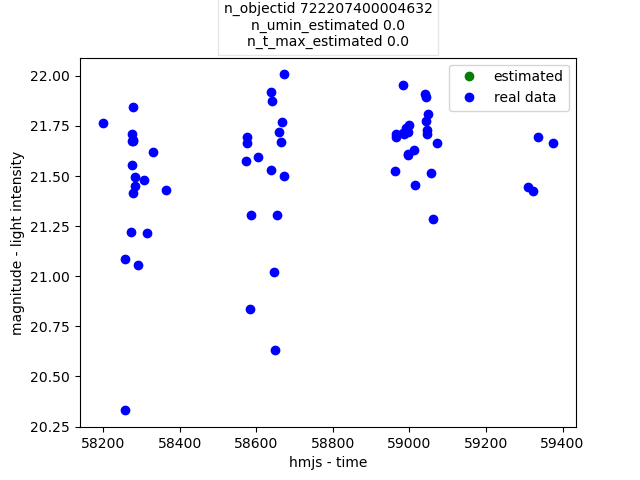 n_objectid 722207400004632
n_umin_estimated 0.0
n_t_max_estimated 0.0
estimated
real data
magnitude - light intensity
22.00
21.75
21.50
21.25
21.00
20.75
20.50
20.25
58200 58400 58600 58800 59000 59200 59400
hmjs - time